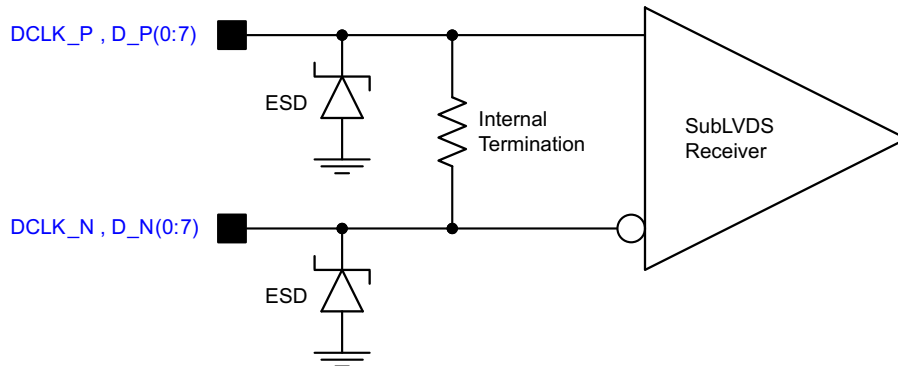 DCLK_P , D_P(0:7)
ESD
Internal
Termination
SubLVDS
Receiver
DCLK_N , D_N(0:7)
ESD